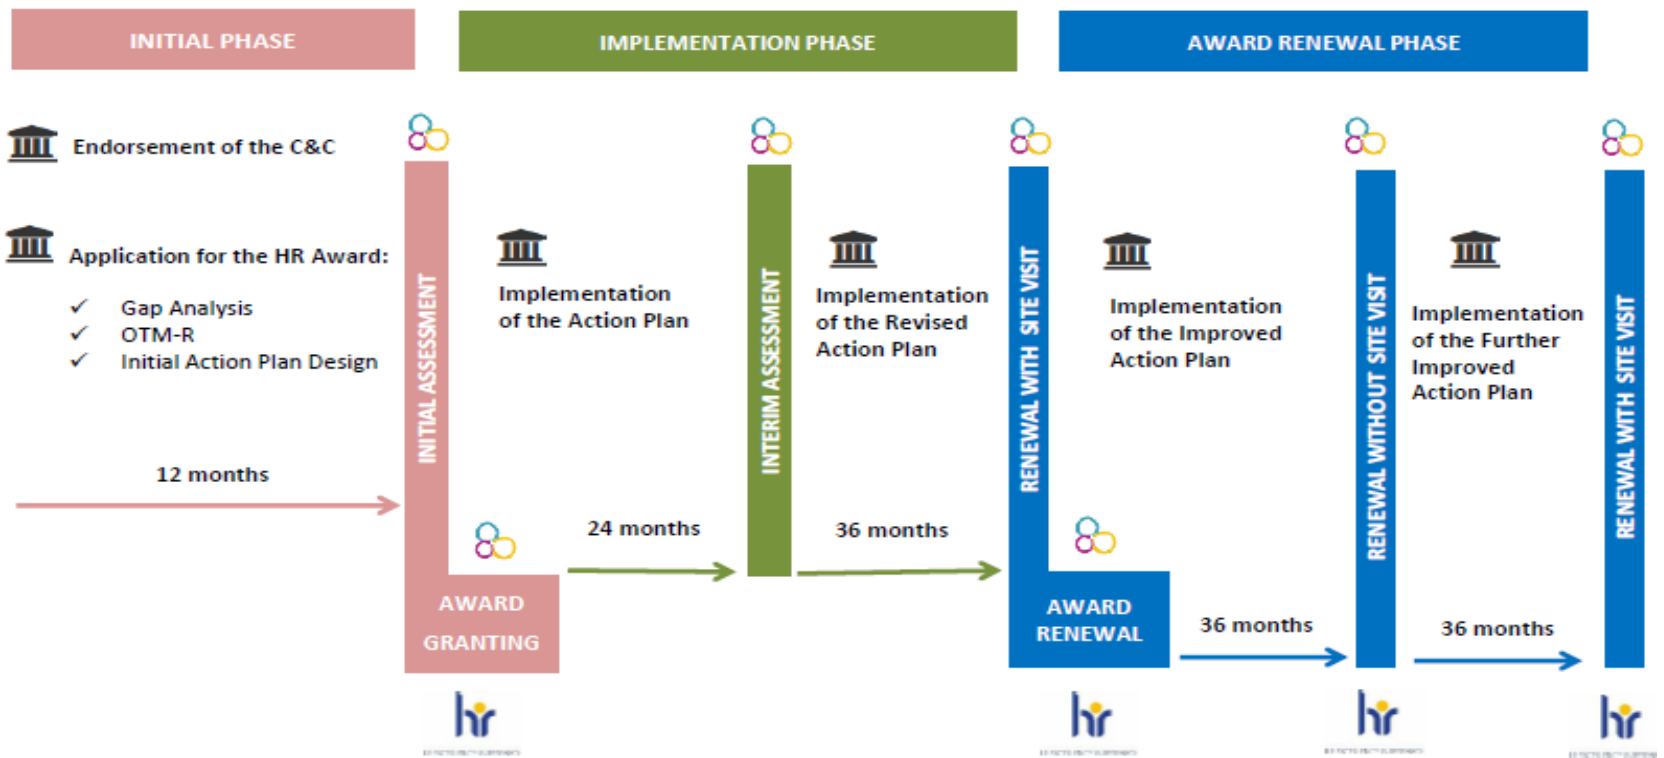 INITIAL PHASE
IMPLEMENTATION PHASE
AWARD RENEWAL PHASE
Endorsement of the C&C
Application for the HR Award:
✓ Gap Analysis
✓ OTM-R
✓ Initial Action Plan Design
12 months
INITIAL ASSESSMENT
AWARD
GRANTING
hr
Implementation
of the Action Plan
24 months
INTERIM ASSESSMENT
Implementation
of the Revised
Action Plan
36 months
RENEWAL WITH SITE VISIT
AWARD
RENEWAL
hr
Implementation
of the Improved
Action Plan
36 months
RENEWAL WITHOUT SITE VISIT
hr
Implementation
of the Further
Improved
Action Plan
36 months
RENEWAL WITH SITE VISIT
hr